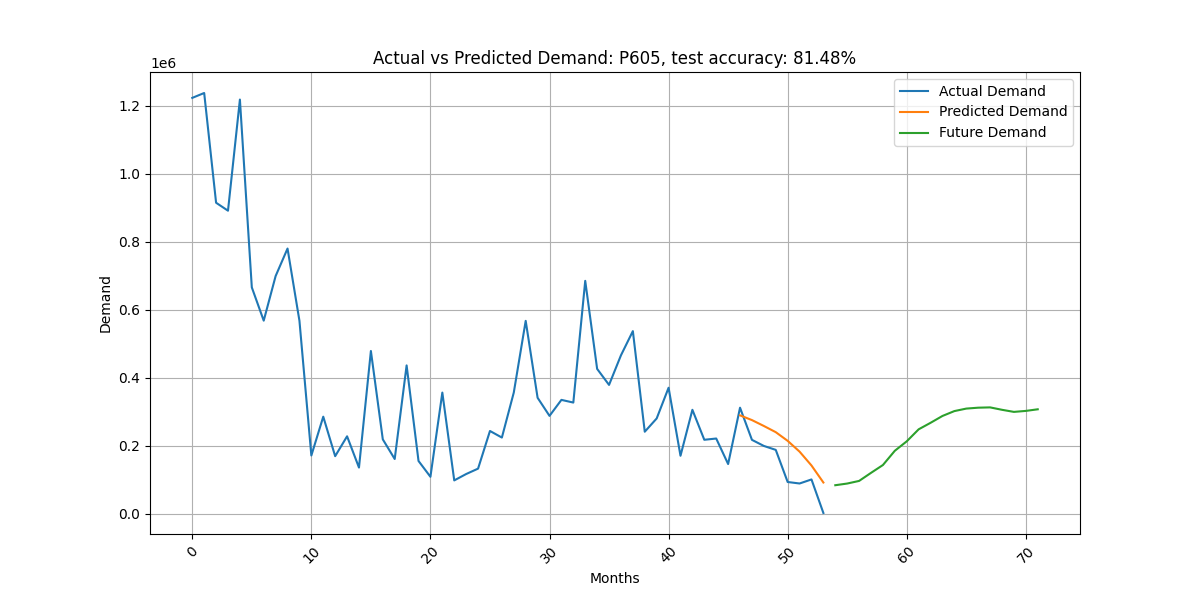 Actual vs Predicted Demand: P605, test accuracy: 81.48%
1e6
Actual Demand
Predicted Demand
Future Demand
1.2
1.0
0.8
0.6
0.4
0.2
0.0
Demand
0 10 20 30 40 50 60 70
Months